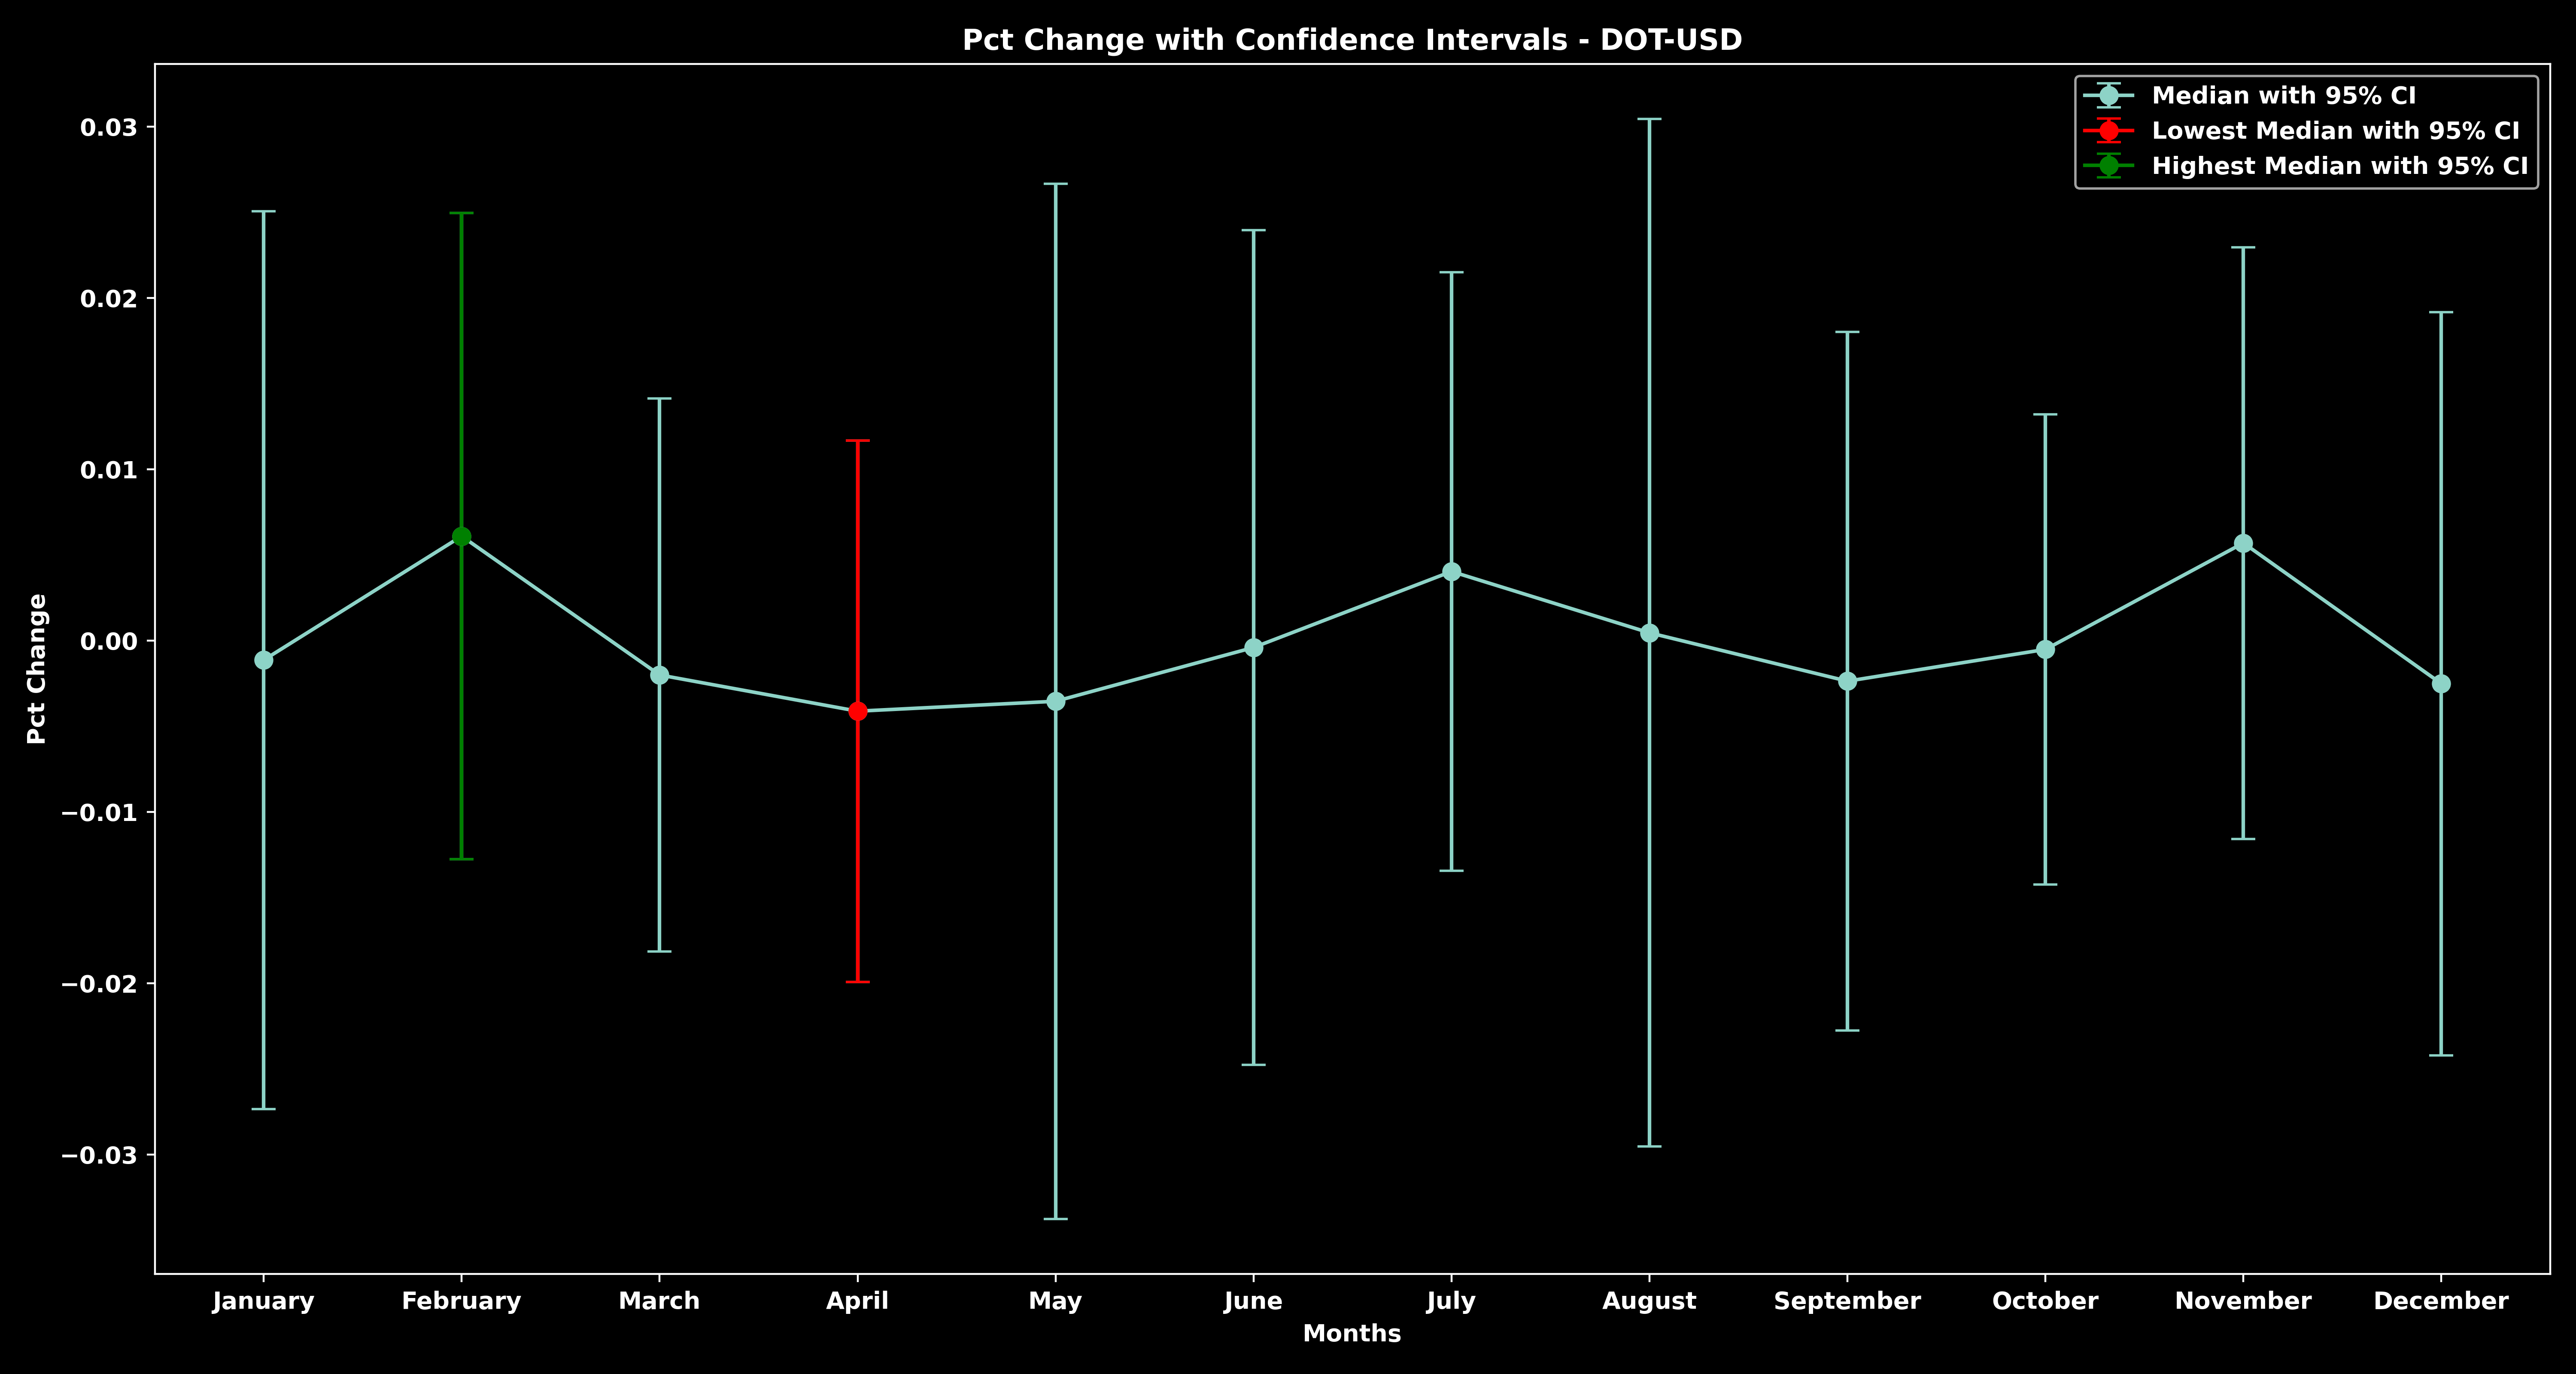 Pct Change with Confidence Intervals - DOT-USD
Median with 95% CI
Lowest Median with 95% CI
Highest Median with 95% CI
0.03
0.02
0.01
0.00
−0.01
−0.02
−0.03
Pct Change
January February March April May June July August September October November December
Months